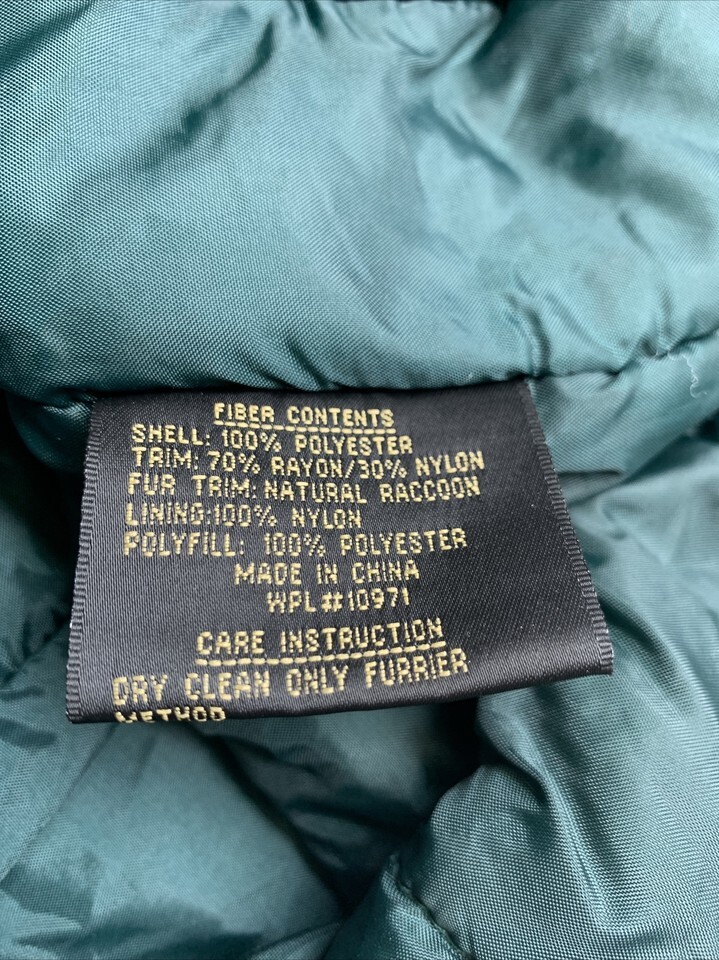 FIBER CONTENTS
SHELL: 100% POLYESTER
TRIM: 70% RAYON/30% NYLON
FUR TRIM: NATURAL RACCOON
LINING:100% NYLON
POLYFILL: 100% POLYESTER
MADE IN CHINA
WPL#10971
CARE INSTRUCTION
DRY CLEAN ONLY FURRIER
METHOD